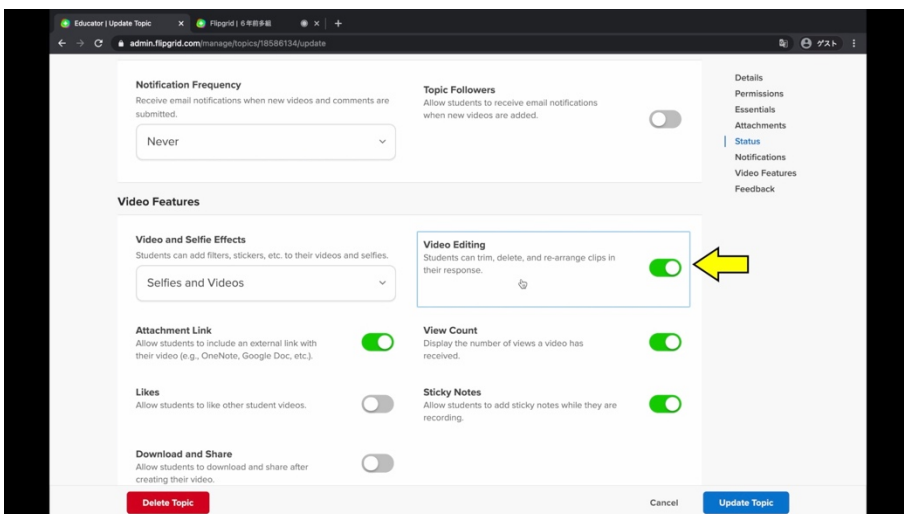 Educator | Update Topic
Flipgrid | 6年前多組
admin.flipgrid.com/manage/topics/18586134/update
ゲスト
Details
Permissions
Essentials
Attachments
Status
Notifications
Video Features
Feedback
Notification Frequency
Receive email notifications when new videos and comments are
submitted.
Never
Topic Followers
Allow students to receive email notifications
when new videos are added.
Video Features
Video and Selfie Effects
Students can add filters, stickers, etc. to their videos and selfies.
Selfies and Videos
Video Editing
Students can trim, delete, and re-arrange clips in
their response.
Attachment Link
Allow students to include an external link with
their video (e.g., OneNote, Google Doc, etc.).
View Count
Display the number of views a video has
received.
Likes
Allow students to like other student videos.
Sticky Notes
Allow students to add sticky notes while they are
recording.
Download and Share
Allow students to download and share after
creating their video.
Delete Topic
Cancel
Update Topic